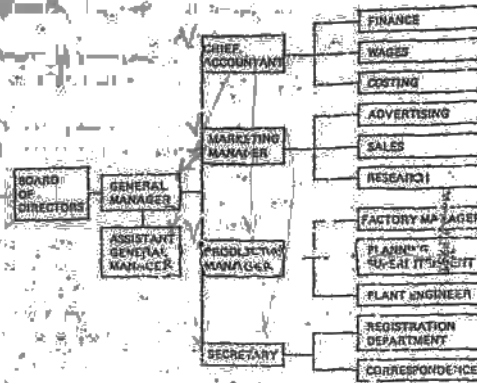 FINANCE
CHIEF
ACCOUNTANT
WAGES
COSTING
ADVERTISING
MARKETING
MANAGER
SALES
RESEARCH
BOARD
OF
DIRECTORS
GENERAL
MANAGER
ASSISTANT
GENERAL
MANAGER
FACTORY MANAGER
PRODUCTION
MANAGER
PLANNING
PLANT ENGINEER
REGISTRATION
DEPARTMENT
SECRETARY
CORRESPONDENCE